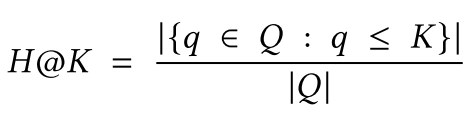 H@K = |{q ∈ Q : q ≤ K}| / |Q|